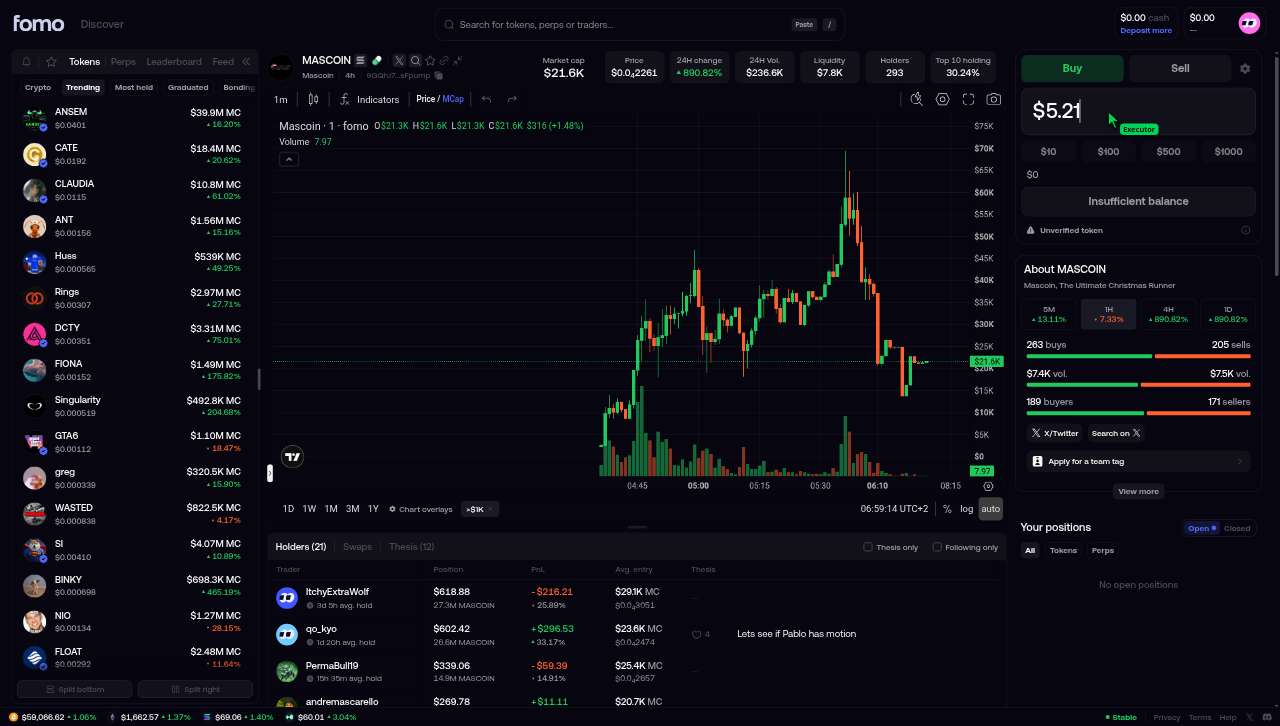 fomo Discover
Search for tokens, perps or traders... Paste /
$0.00 cash
Deposit more
$0.00
—
Tokens Perps Leaderboard Feed
Crypto Trending Most held Graduated Bonding
ANSEM $39.9M MC
$0.0401 16.20%
CATE $18.4M MC
$0.0192 20.62%
CLAUDIA $10.8M MC
$0.0115 61.02%
ANT $1.56M MC
$0.00156 15.16%
Huss $539K MC
$0.000565 49.25%
Rings $2.97M MC
$0.00307 27.71%
DCTY $3.31M MC
$0.00351 75.01%
FIONA $1.49M MC
$0.00152 175.82%
Singularity $492.8K MC
$0.000519 204.68%
GTA6 $1.10M MC
$0.00112 18.47%
greg $320.5K MC
$0.000339 15.90%
WASTED $822.5K MC
$0.000838 4.17%
SI $4.07M MC
$0.00410 10.89%
BINKY $698.3K MC
$0.000698 465.19%
NIO $1.27M MC
$0.00134 28.15%
FLOAT $2.48M MC
$0.00292 11.64%
Split bottom Split right
MASCOIN
Mascoin 4h
Market cap
$21.6K
Price
$0.0₄2261
24H change
890.82%
24H Vol.
$236.6K
Liquidity
$7.8K
Holders
293
Top 10 holding
30.24%
1m Indicators Price / MCap
Mascoin · 1 · fomo O$21.3K H$21.6K L$21.3K C$21.6K $316 (+1.48%)
Volume 7.97
$75K
$70K
$65K
$60K
$55K
$50K
$45K
$40K
$35K
$30K
$25K
$21.6K
$20K
$15K
$10K
$5K
$0
7.97
04:45 05:00 05:15 05:30 06:10 08:15
1D 1W 1M 3M 1Y Chart overlays >$1K
06:59:14 UTC+2 % log auto
Holders (21) Swaps Thesis (12) Thesis only Following only
Trader Position PnL Avg. entry Thesis
ItchyExtraWolf $618.88 -$216.21 $29.1K MC
3d 5h avg. hold 27.3M MASCOIN 25.89% $0.0₄3051
qo_kyo $602.42 +$296.53 $23.6K MC 4 Lets see if Pablo has motion
1d 20h avg. hold 26.6M MASCOIN 33.17% $0.0₄2474
PermaBull19 $339.06 -$59.39 $25.4K MC
15h 35m avg. hold 14.9M MASCOIN 14.91% $0.0₄2661
andremascarello $269.78 +$11.11 $20.7K MC
Buy Sell
$5.21
Executor
$10 $100 $500 $1000
$0
Insufficient balance
Unverified token
About MASCOIN
Mascoin, The Ultimate Christmas Runner
5M 1H 4H 1D
13.11% 7.33% 890.82% 890.82%
263 buys 205 sells
$7.4K vol. $7.5K vol.
189 buyers 171 sellers
X/Twitter Search on X
Apply for a team tag
View more
Your positions Open Closed
All Tokens Perps
No open positions
$59,066.62 1.06% $1,662.57 1.37% $69.06 1.40% $60.01 3.04%
Stable Privacy Terms Help